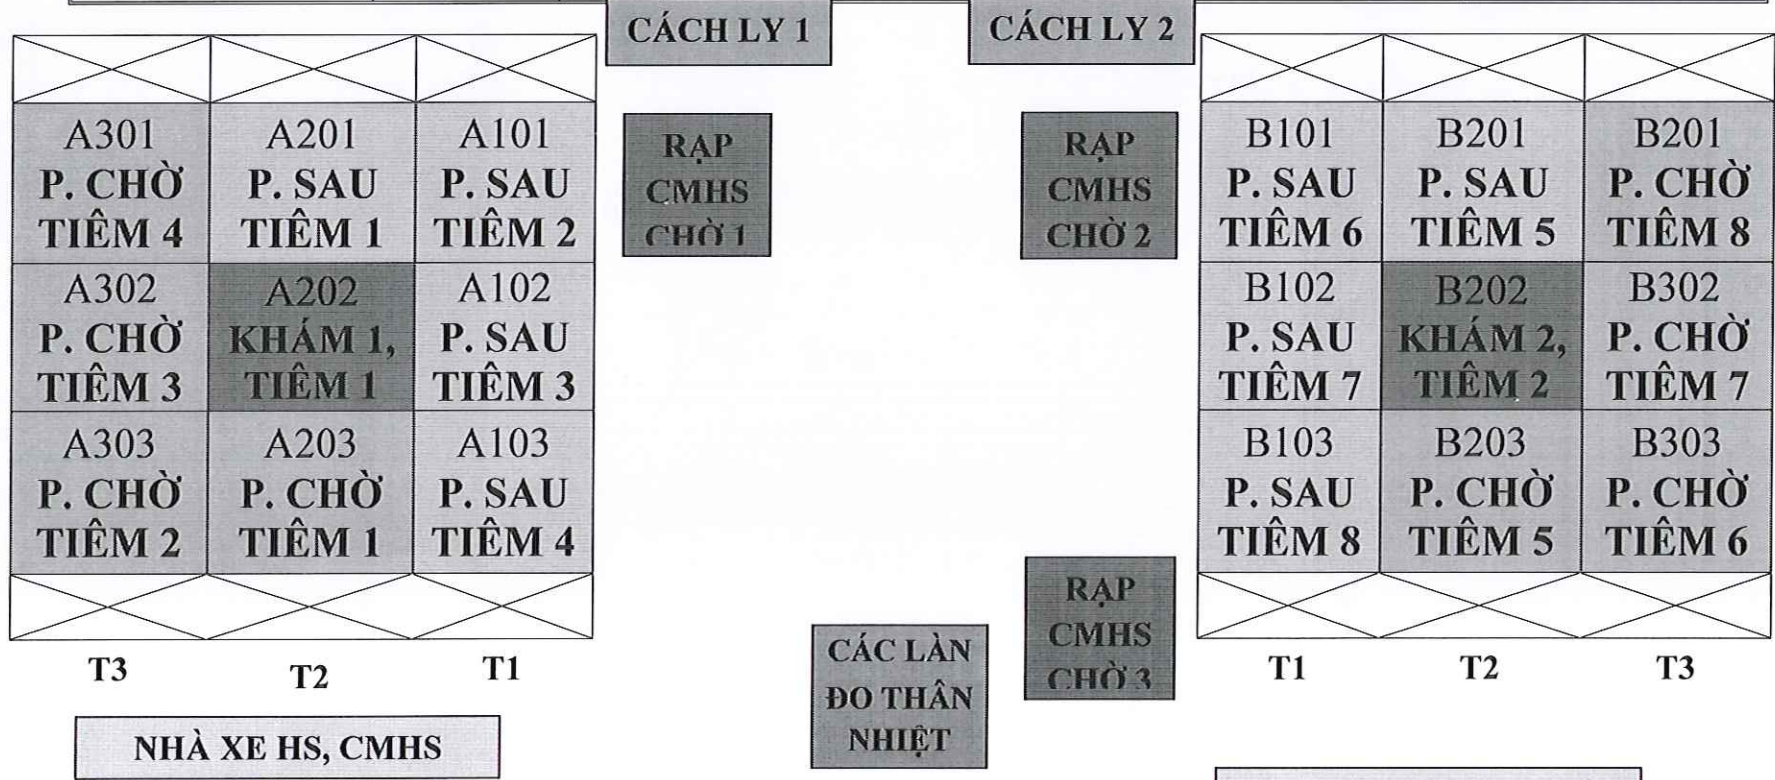 CÁCH LY 1
CÁCH LY 2
A301
P. CHỜ
TIÊM 4
A201
P. SAU
TIÊM 1
A101
P. SAU
TIÊM 2
RẠP
CMHS
CHỜ 1
RẠP
CMHS
CHỜ 2
B101
P. SAU
TIÊM 6
B201
P. SAU
TIÊM 5
B201
P. CHỜ
TIÊM 8
A302
P. CHỜ
TIÊM 3
A202
KHÁM 1,
TIÊM 1
A102
P. SAU
TIÊM 3
B102
P. SAU
TIÊM 7
B202
KHÁM 2,
TIÊM 2
B302
P. CHỜ
TIÊM 7
A303
P. CHỜ
TIÊM 2
A203
P. CHỜ
TIÊM 1
A103
P. SAU
TIÊM 4
B103
P. SAU
TIÊM 8
B203
P. CHỜ
TIÊM 5
B303
P. CHỜ
TIÊM 6
RẠP
CMHS
CHỜ 3
CÁC LÀN
ĐO THÂN
NHIỆT
T3
T2
T1
T1
T2
T3
NHÀ XE HS, CMHS